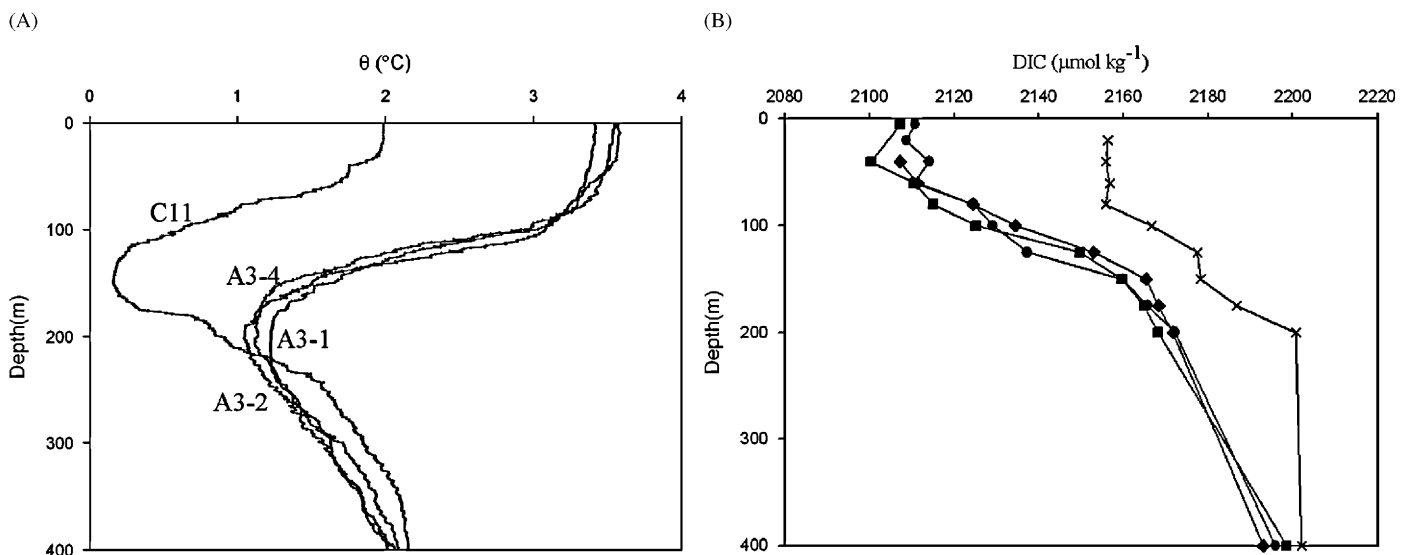 (A)
θ (°C)
0 1 2 3 4
0
100
200
300
400
Depth(m)
C11
A3-4
A3-1
A3-2
(B)
DIC (μmol kg-1)
2080 2100 2120 2140 2160 2180 2200 2220
0
100
200
300
400
Depth(m)